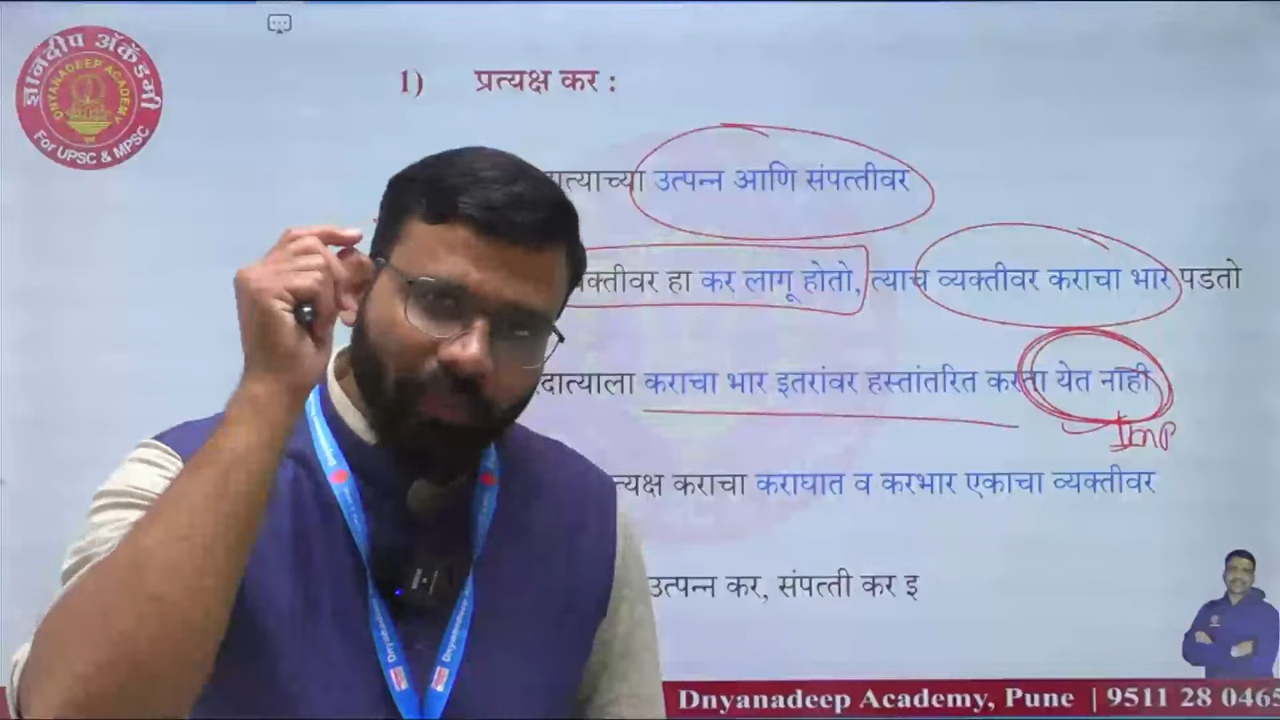 ज्ञानदीप अ‍ॅकॅडमी
DNYANADEEP ACADEMY
For UPSC & MPSC
1) प्रत्यक्ष कर :
उत्पन्न आणि संपत्तीवर
हा कर लागू होतो, त्याच व्यक्तीवर कराचा भार पडतो
कराचा भार इतरांवर हस्तांतरित करता येत नाही
Imp
कराचा कराघात व करभार एकाचा व्यक्तीवर
उत्पन्न कर, संपत्ती कर इ
Dnyanadeep Academy, Pune | 9511 28 0465